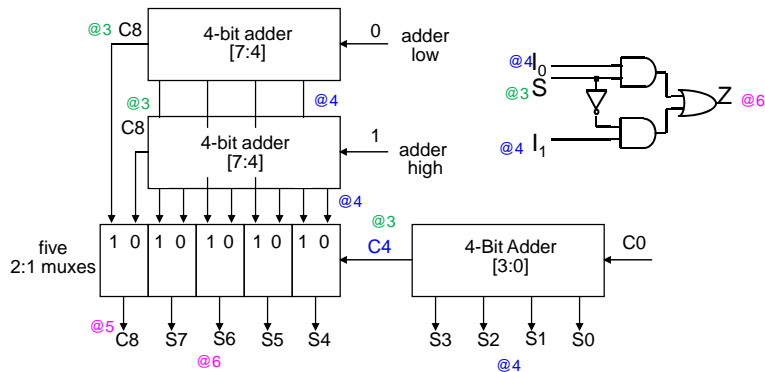 @3 C8
4-bit adder
[7:4]
0
adder
low
@3
@4
C8
4-bit adder
[7:4]
1
adder
high
@4
five
2:1 muxes
1 0 1 0 1 0 1 0 1 0
@3
C4
4-Bit Adder
[3:0]
C0
@5
C8 S7 S6 S5 S4
@6
S3 S2 S1 S0
@4
@4 I0
@3 S
@4 I1
Z @6